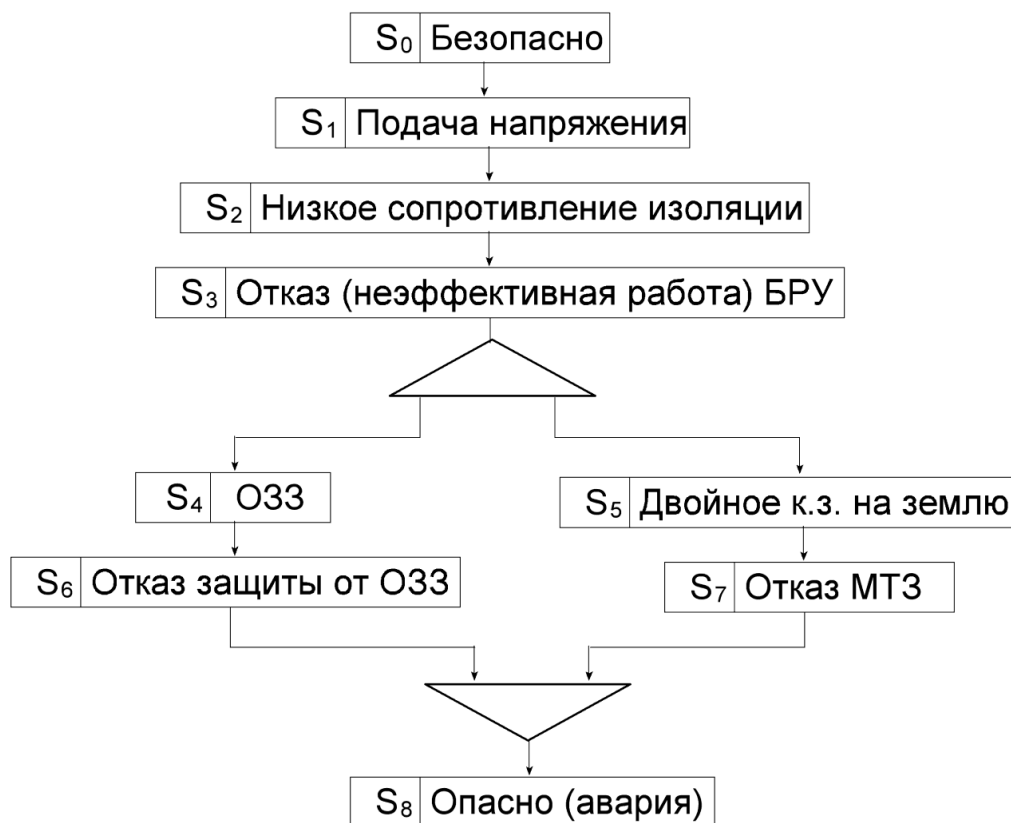 S₀ Безопасно
S₁ Подача напряжения
S₂ Низкое сопротивление изоляции
S₃ Отказ (неэффективная работа) БРУ
S₄ ОЗЗ
S₅ Двойное к.з. на землю
S₆ Отказ защиты от ОЗЗ
S₇ Отказ МТЗ
S₈ Опасно (авария)